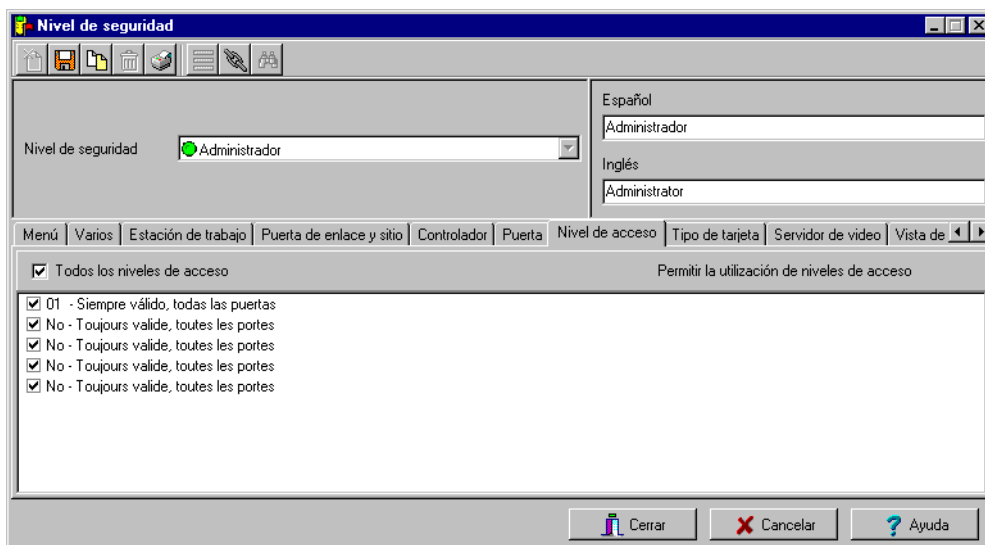 Nivel de seguridad
Español
Administrador
Nivel de seguridad
Administrador
Inglés
Administrator
Menú Varios Estación de trabajo Puerta de enlace y sitio Controlador Puerta Nivel de acceso Tipo de tarjeta Servidor de video Vista de
Todos los niveles de acceso Permitir la utilización de niveles de acceso
01 - Siempre válido, todas las puertas
No - Toujours valide, toutes les portes
No - Toujours valide, toutes les portes
No - Toujours valide, toutes les portes
No - Toujours valide, toutes les portes
Cerrar Cancelar Ayuda